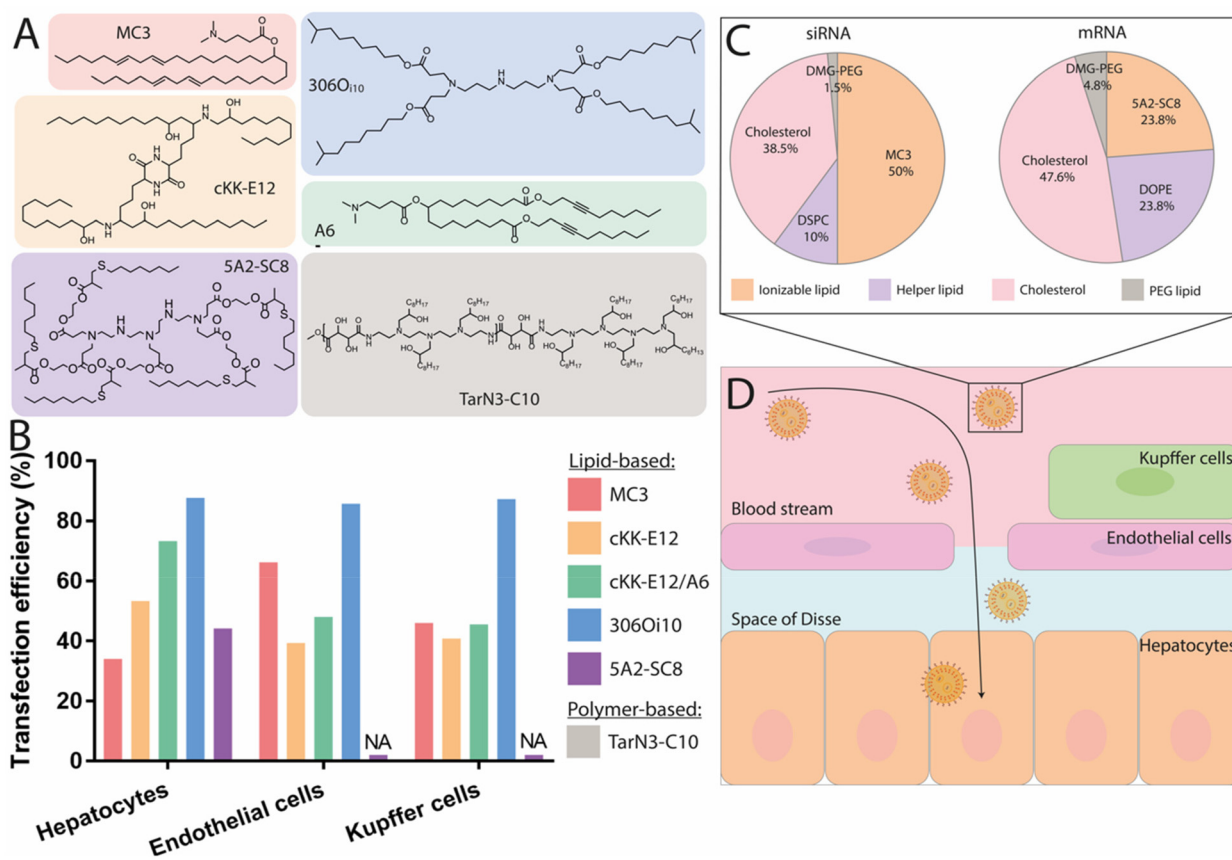 A
MC3
306Oi10
cKK-E12
A6
5A2-SC8
TarN3-C10
B
Transfection efficiency (%)
100
80
60
40
20
0
NA
NA
Hepatocytes
Endothelial cells
Kupffer cells
Lipid-based:
MC3
cKK-E12
cKK-E12/A6
306Oi10
5A2-SC8
Polymer-based:
TarN3-C10
C
siRNA
DMG-PEG
1.5%
Cholesterol
38.5%
MC3
50%
DSPC
10%
mRNA
DMG-PEG
4.8%
5A2-SC8
23.8%
Cholesterol
47.6%
DOPE
23.8%
Ionizable lipid
Helper lipid
Cholesterol
PEG lipid
D
Kupffer cells
Blood stream
Endothelial cells
Space of Disse
Hepatocytes